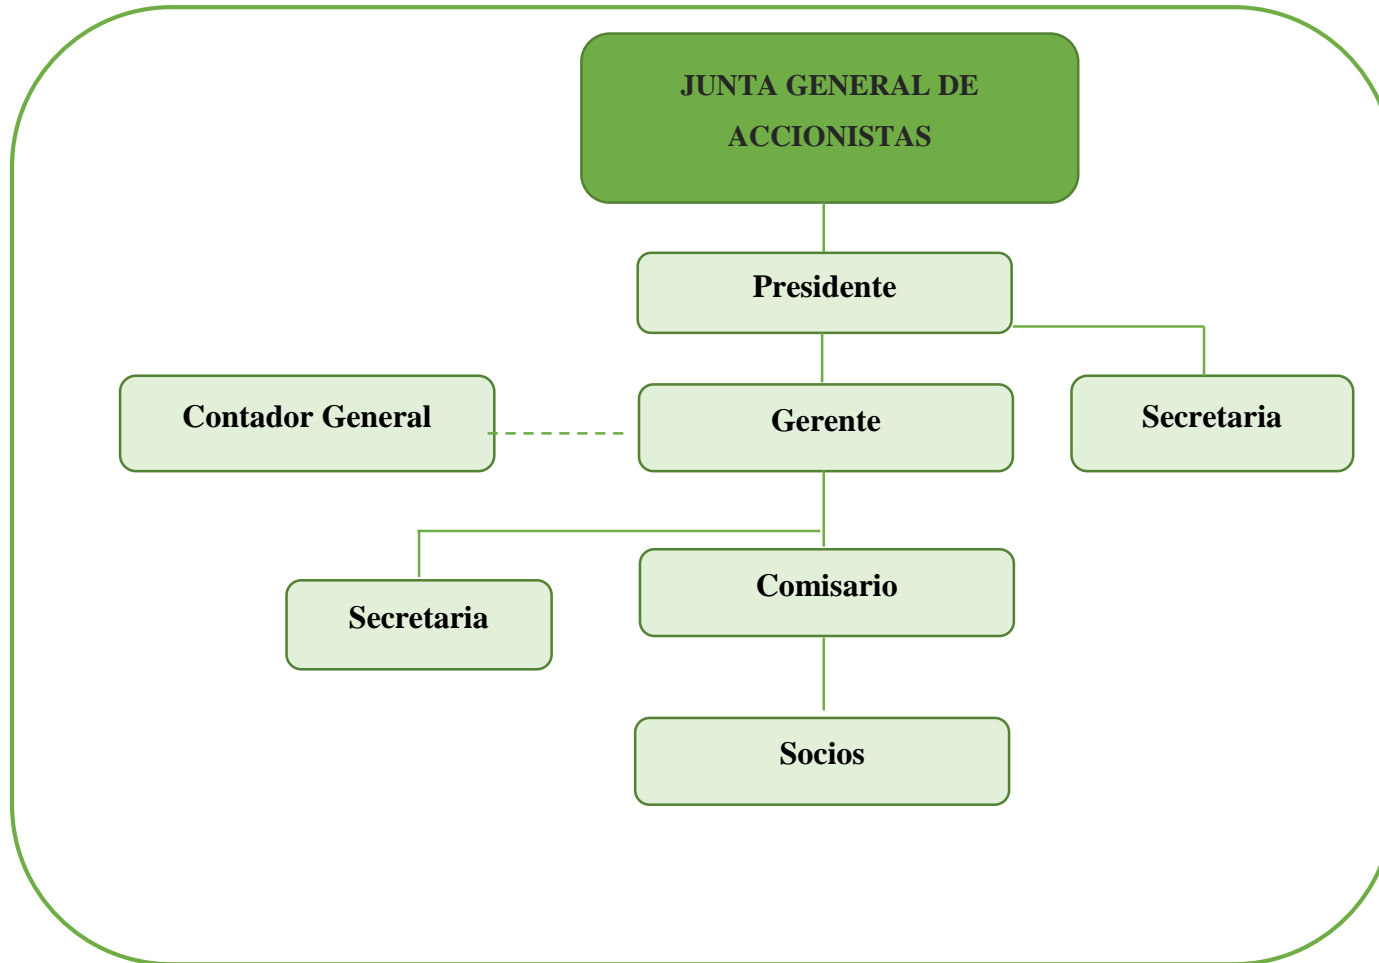 JUNTA GENERAL DE
ACCIONISTAS
Presidente
Contador General
Gerente
Secretaria
Comisario
Secretaria
Socios